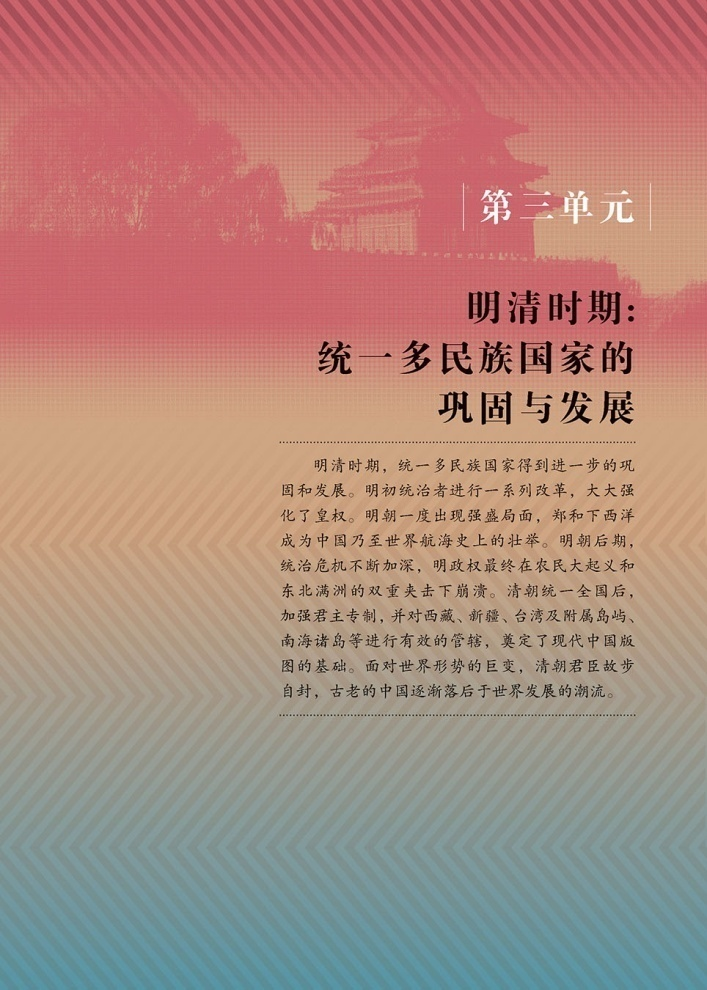 第三单元
明清时期：
统一多民族国家的
巩固与发展
明清时期，统一多民族国家得到进一步的巩
固和发展。明初统治者进行一系列改革，大大强
化了皇权。明朝一度出现强盛局面，郑和下西洋
成为中国乃至世界航海史上的壮举。明朝后期，
统治危机不断加深，明政权最终在农民大起义和
东北满洲的双重夹击下崩溃。清朝统一全国后，
加强君主专制，并对西藏、新疆、台湾及附属岛屿、
南海诸岛等进行有效的管辖，奠定了现代中国版
图的基础。面对世界形势的巨变，清朝君臣故步
自封，古老的中国逐渐落后于世界发展的潮流。